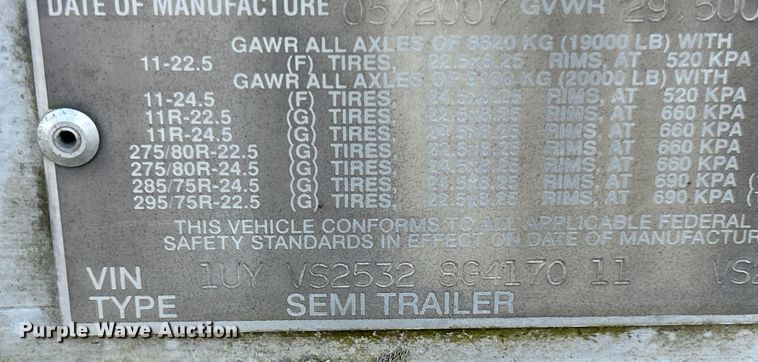 DATE OF MANUFACTURE 05/2007 GVWR 29,500
GAWR ALL AXLES OF 8620 KG (19000 LB) WITH
11-22.5 (F) TIRES, 22.5x8.25 RIMS, AT 520 KPA
GAWR ALL AXLES OF 9100 KG (20000 LB) WITH
11-24.5 (F) TIRES, 24.5x8.25 RIMS, AT 520 KPA
11R-22.5 (G) TIRES, 22.5x8.25 RIMS, AT 660 KPA
11R-24.5 (G) TIRES, 24.5x8.25 RIMS, AT 660 KPA
275/80R-22.5 (G) TIRES, 22.5x8.25 RIMS, AT 660 KPA
275/80R-24.5 (G) TIRES, 24.5x8.25 RIMS, AT 660 KPA
285/75R-24.5 (G) TIRES, 24.5x8.25 RIMS, AT 690 KPA (
295/75R-22.5 (G) TIRES, 22.5x8.25 RIMS, AT 690 KPA (
THIS VEHICLE CONFORMS TO ALL APPLICABLE FEDERAL
SAFETY STANDARDS IN EFFECT ON DATE OF MANUFACTUR
VIN 1UY VS2532 8G4170 11 VS2
TYPE SEMI TRAILER
Purple Wave Auction